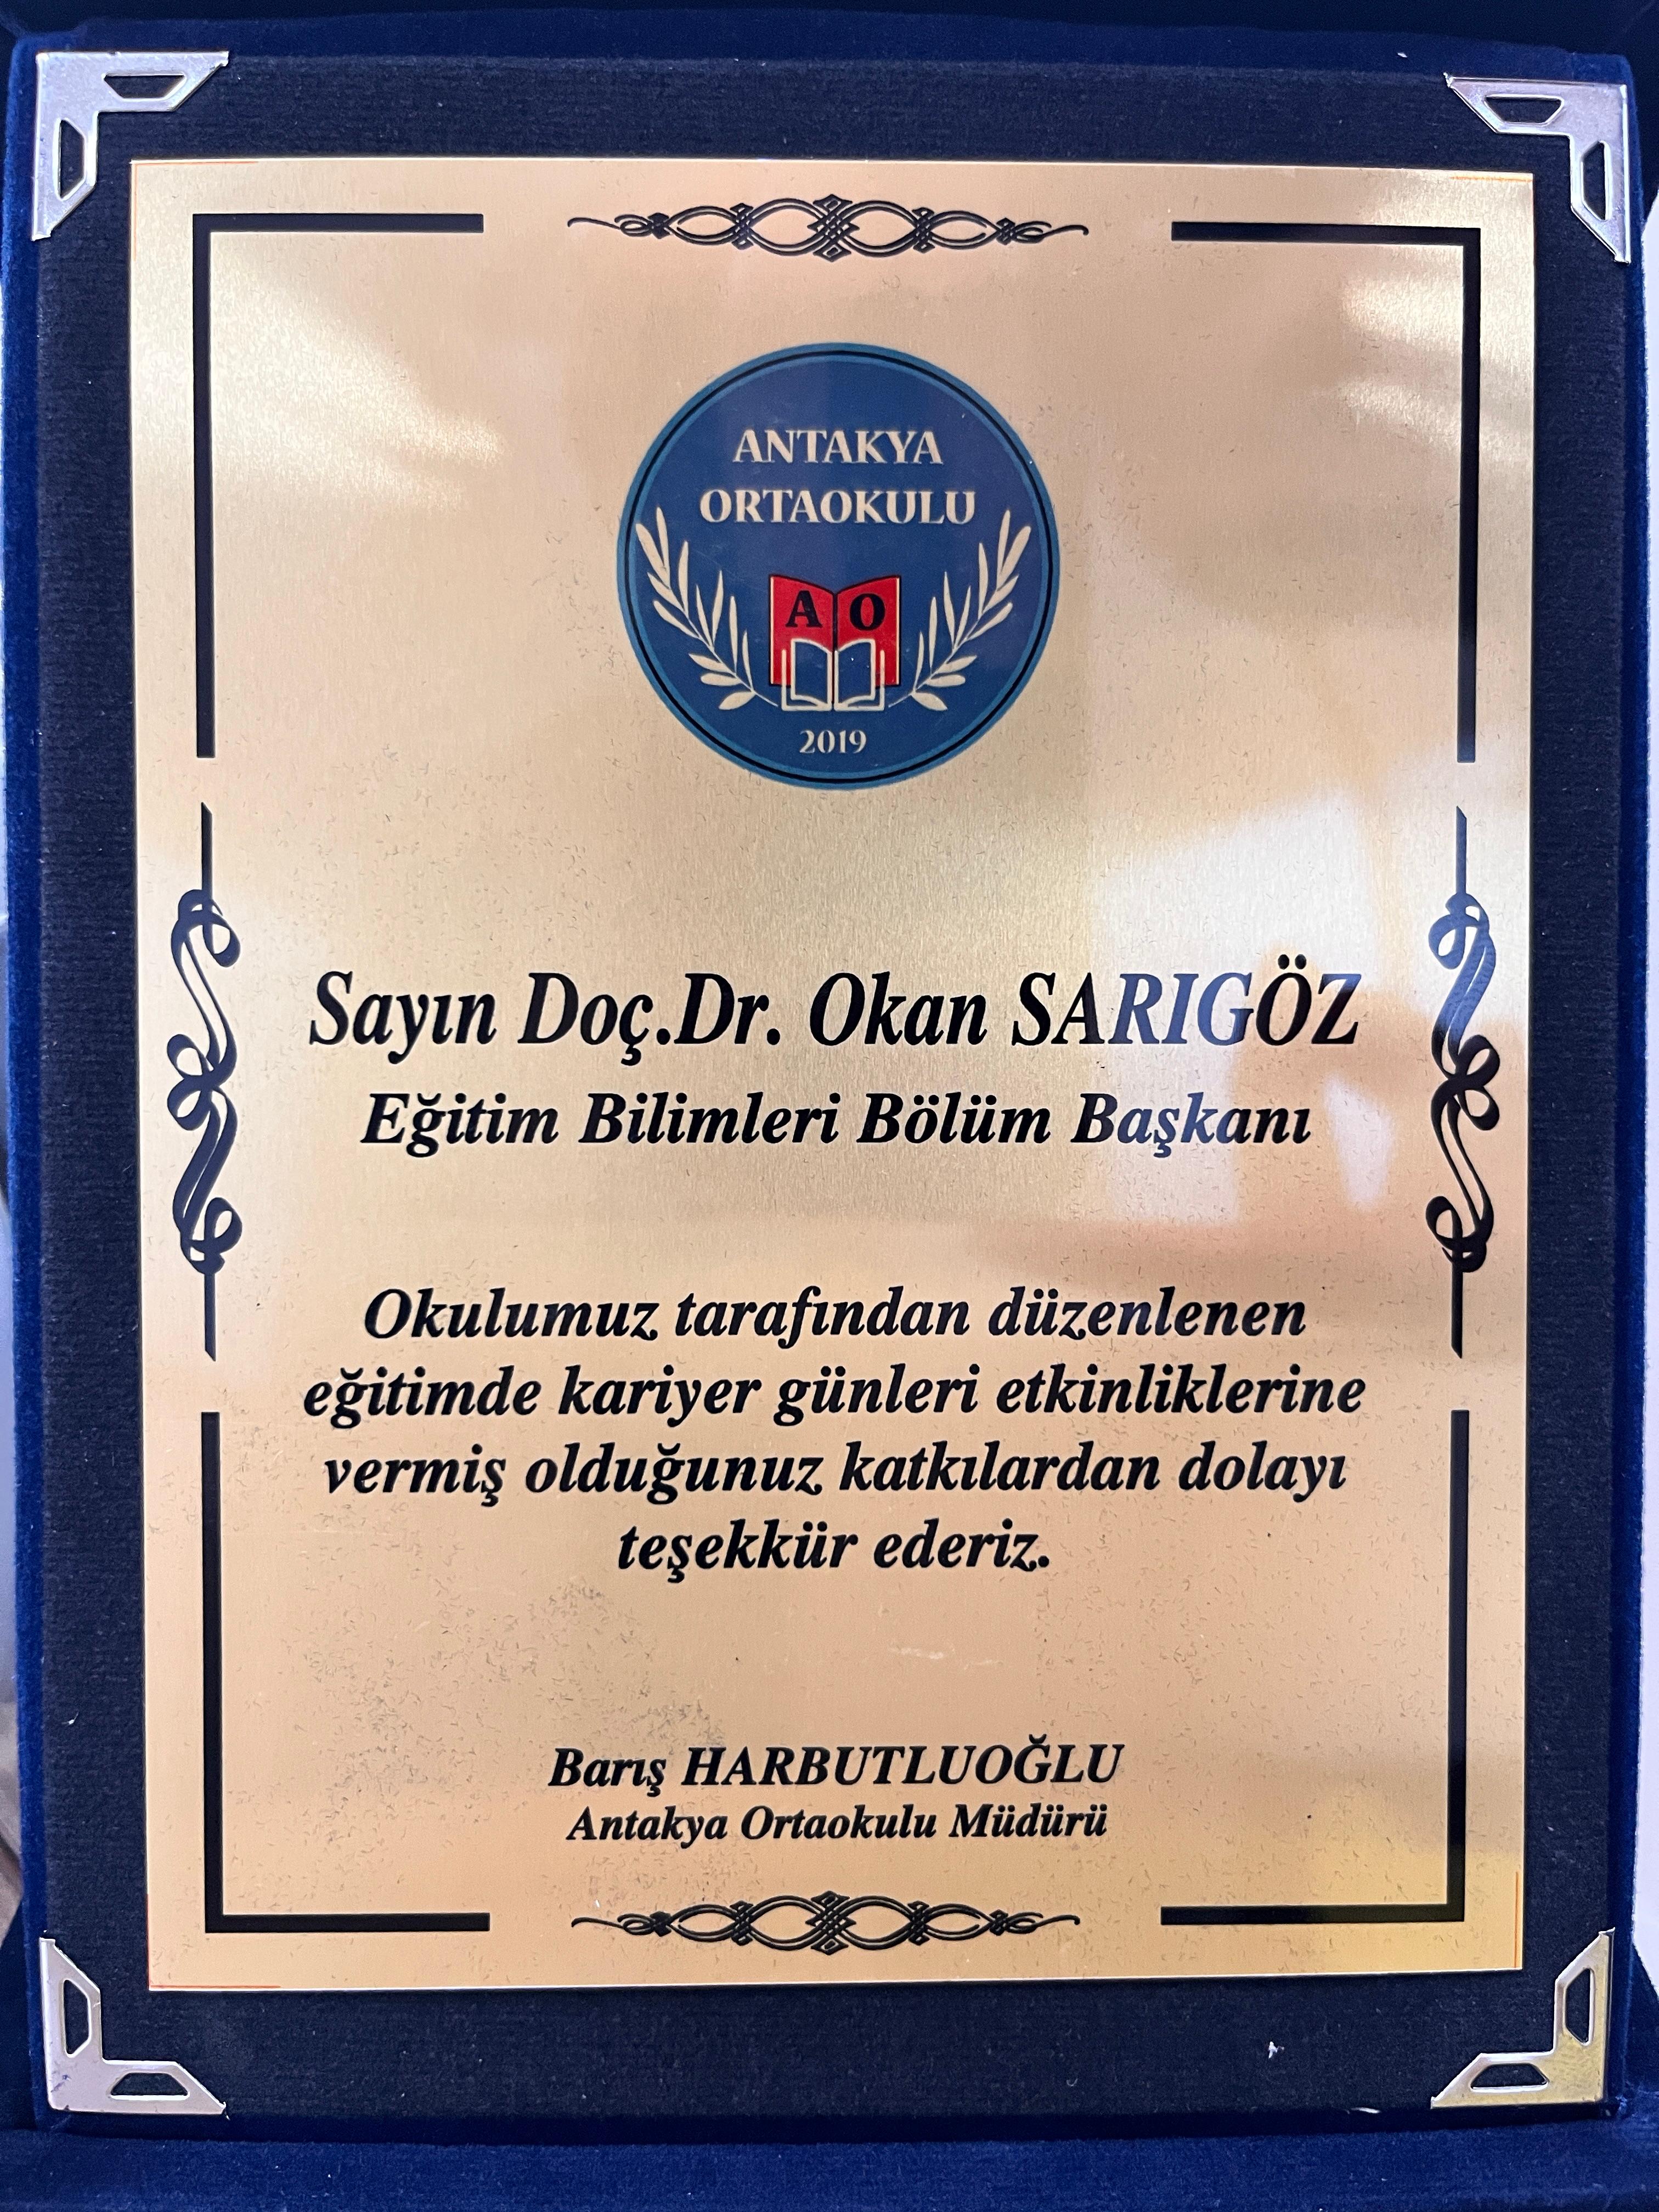 ANTAKYA
ORTAOKULU
A O
2019
Sayın Doç.Dr. Okan SARIGÖZ
Eğitim Bilimleri Bölüm Başkanı
Okulumuz tarafından düzenlenen
eğitimde kariyer günleri etkinliklerine
vermiş olduğunuz katkılardan dolayı
teşekkür ederiz.
Barış HARBUTLUOĞLU
Antakya Ortaokulu Müdürü